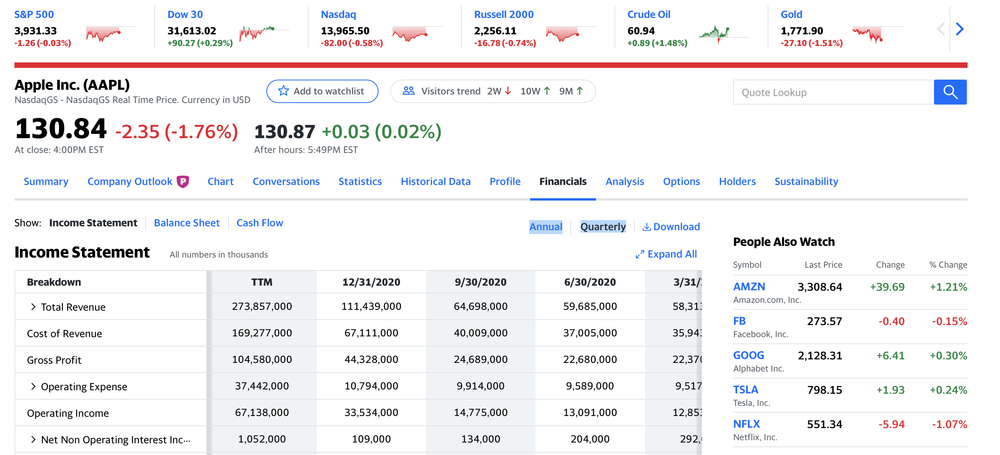 S&P 500
3,931.33
-1.26 (-0.03%)
Dow 30
31,613.02
+90.27 (+0.29%)
Nasdaq
13,965.50
-82.00 (-0.58%)
Russell 2000
2,256.11
-16.78 (-0.74%)
Crude Oil
60.94
+0.89 (+1.48%)
Gold
1,771.90
-27.10 (-1.51%)
Apple Inc. (AAPL)
NasdaqGS - NasdaqGS Real Time Price. Currency in USD
Add to watchlist
Visitors trend 2W 10W 9M
Quote Lookup
130.84 -2.35 (-1.76%)
At close: 4:00PM EST
130.87 +0.03 (0.02%)
After hours: 5:49PM EST
Summary Company Outlook P Chart Conversations Statistics Historical Data Profile Financials Analysis Options Holders Sustainability
Show: Income Statement Balance Sheet Cash Flow
Annual Quarterly Download
Income Statement All numbers in thousands
Expand All
Breakdown TTM 12/31/2020 9/30/2020 6/30/2020 3/31/
Total Revenue 273,857,000 111,439,000 64,698,000 59,685,000 58,313
Cost of Revenue 169,277,000 67,111,000 40,009,000 37,005,000 35,943
Gross Profit 104,580,000 44,328,000 24,689,000 22,680,000 22,370
Operating Expense 37,442,000 10,794,000 9,914,000 9,589,000 9,517
Operating Income 67,138,000 33,534,000 14,775,000 13,091,000 12,853
Net Non Operating Interest Inc... 1,052,000 109,000 134,000 204,000 292,
People Also Watch
Symbol Last Price Change % Change
AMZN 3,308.64 +39.69 +1.21%
Amazon.com, Inc.
FB 273.57 -0.40 -0.15%
Facebook, Inc.
GOOG 2,128.31 +6.41 +0.30%
Alphabet Inc.
TSLA 798.15 +1.93 +0.24%
Tesla, Inc.
NFLX 551.34 -5.94 -1.07%
Netflix, Inc.